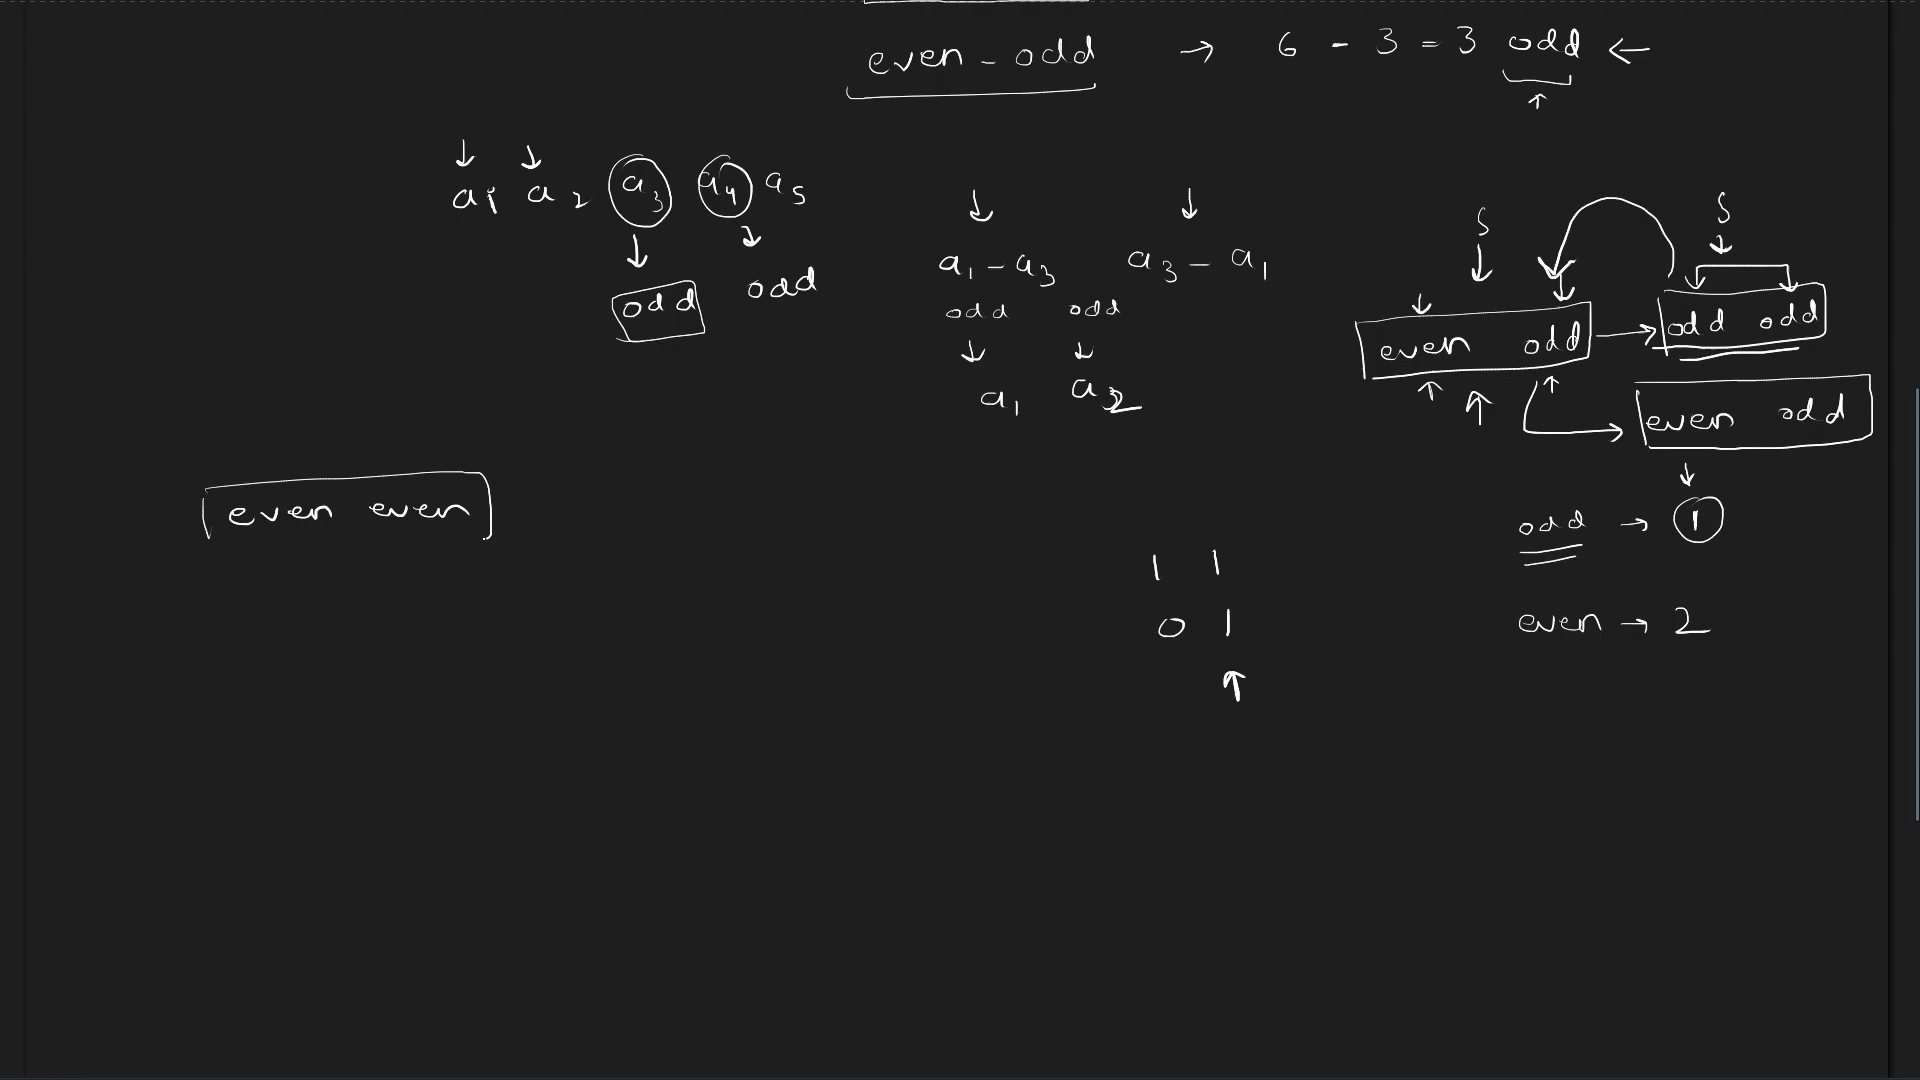 even - odd → 6 - 3 = 3 odd ←
a1 a2 a3 a4 a5
odd odd
a1 - a3 a3 - a1
odd odd
a1
S S
even odd → odd odd
even odd
even even
odd → 1
1 1
0 1
even → 2